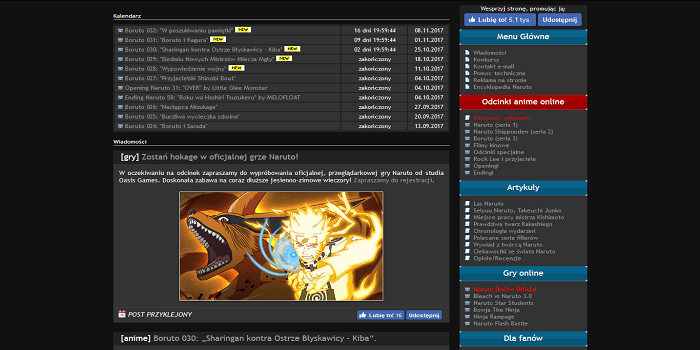 Kalendarz
Boruto 032: "W poszukiwaniu pamiątki" NEW 16 dni 19:59:44 08.11.2017
Boruto 031: "Boruto i Kagura" NEW 09 dni 19:59:44 01.11.2017
Boruto 030: "Sharingan kontra Ostrze Błyskawicy - Kiba" NEW 02 dni 19:59:44 25.10.2017
Boruto 029: "Siedmiu Nowych Mistrzów Miecza Mgły" NEW zakończony 18.10.2017
Boruto 028: "Wypowiedzenie wojny" NEW zakończony 11.10.2017
Boruto 027: "Przyjacielski Shinobi Bout" zakończony 04.10.2017
Opening Naruto 31: "OVER" by Little Glee Monster zakończony 04.10.2017
Ending Naruto 58: "Boku wa Hashiri Tsuzukeru" by MELOFLOAT zakończony 04.10.2017
Boruto 026: "Następca Mizukage" zakończony 27.09.2017
Boruto 025: "Burzliwa wycieczka szkolna" zakończony 20.09.2017
Boruto 024: "Boruto i Sarada" zakończony 13.09.2017
Wiadomości
[gry] Zostań hokage w oficjalnej grze Naruto!
W oczekiwaniu na odcinek zapraszamy do wypróbowania oficjalnej, przeglądarkowej gry Naruto od studia
Oasis Games. Doskonała zabawa na coraz dłuższe jesienno-zimowe wieczory! Zapraszamy do rejestracji.
POST PRZYKLEJONY
Lubię to! 16 Udostępnij
[anime] Boruto 030: „Sharingan kontra Ostrze Błyskawicy - Kiba”.
Wesprzyj stronę, promując ją:
Lubię to! 5,1 tys. Udostępnij
Menu Główne
Wiadomości
Konkursy
Kontakt e-mail
Pomoc techniczna
Reklama na stronie
Encyklopedia Naruto
Odcinki anime online
Naruto (seria 1)
Naruto Shippuuden (seria 2)
Boruto (seria 3)
Filmy kinowe
Odcinki specjalne
Rock Lee i przyjaciele
Openingi
Endingi
Artykuły
Las Naruto
Seiyuu Naruto, Takeuchi Junko
Miejsce pracy mistrza Kishimoto
Prawdziwa twarz Kakashiego
Chronologia wydarzeń
Polecane serie fillerów
Wywiad z twórcą Naruto
Ciekawostki ze świata Naruto
Opinie/Recenzje
Gry online
Naruto Online Official
Bleach vs Naruto 3.0
Naruto Star Students
Bowja The Ninja
Ninja Rampage
Naruto Flash Battle
Dla fanów